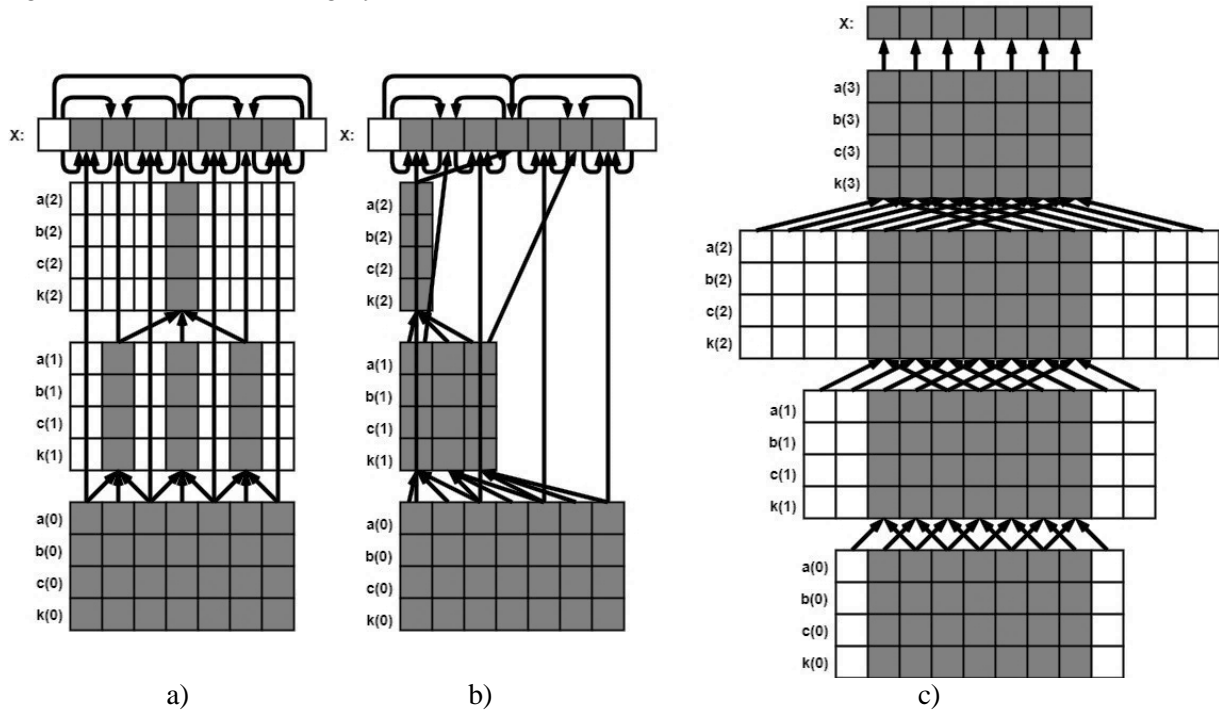 X:
a(2)
b(2)
c(2)
k(2)
a(1)
b(1)
c(1)
k(1)
a(0)
b(0)
c(0)
k(0)
a)
X:
a(2)
b(2)
c(2)
k(2)
a(1)
b(1)
c(1)
k(1)
a(0)
b(0)
c(0)
k(0)
b)
X:
a(3)
b(3)
c(3)
k(3)
a(2)
b(2)
c(2)
k(2)
a(1)
b(1)
c(1)
k(1)
a(0)
b(0)
c(0)
k(0)
c)